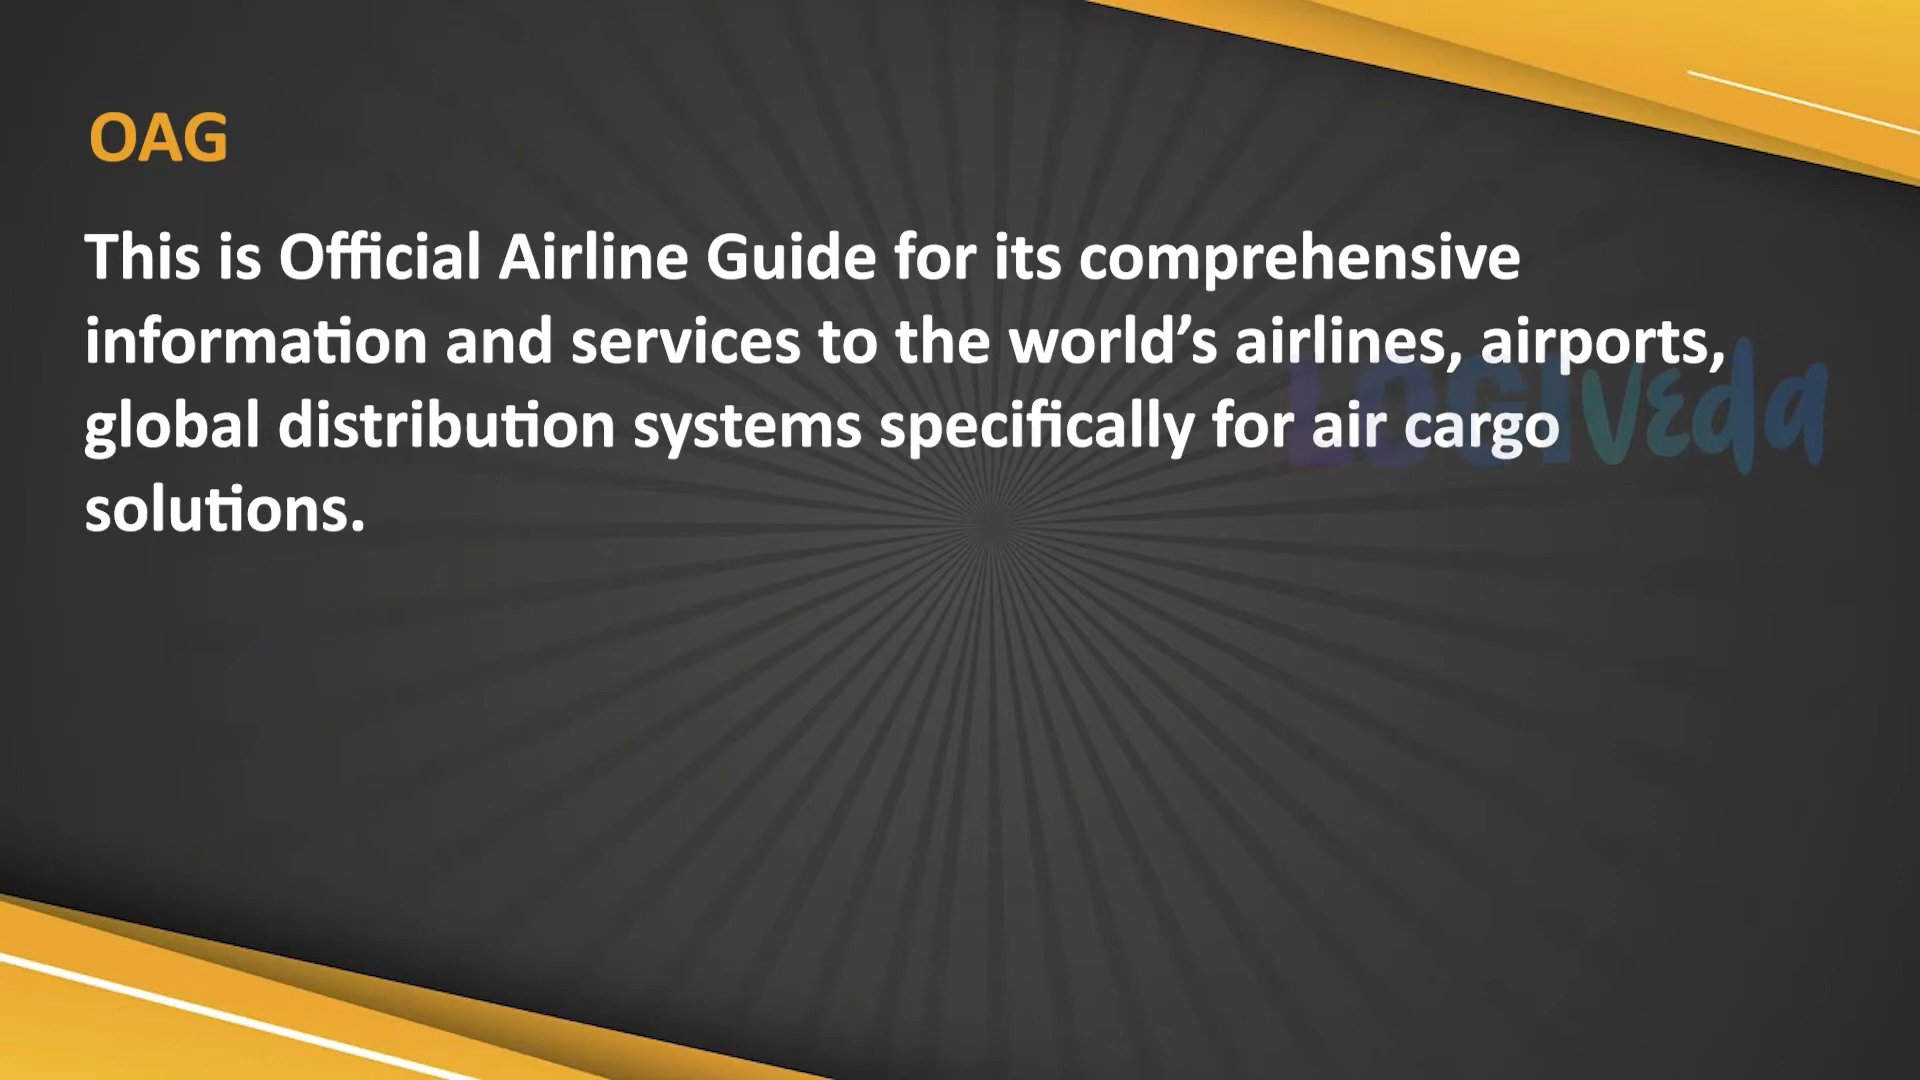 OAG
This is Official Airline Guide for its comprehensive
information and services to the world’s airlines, airports,
global distribution systems specifically for air cargo
solutions.
LOGIVEda